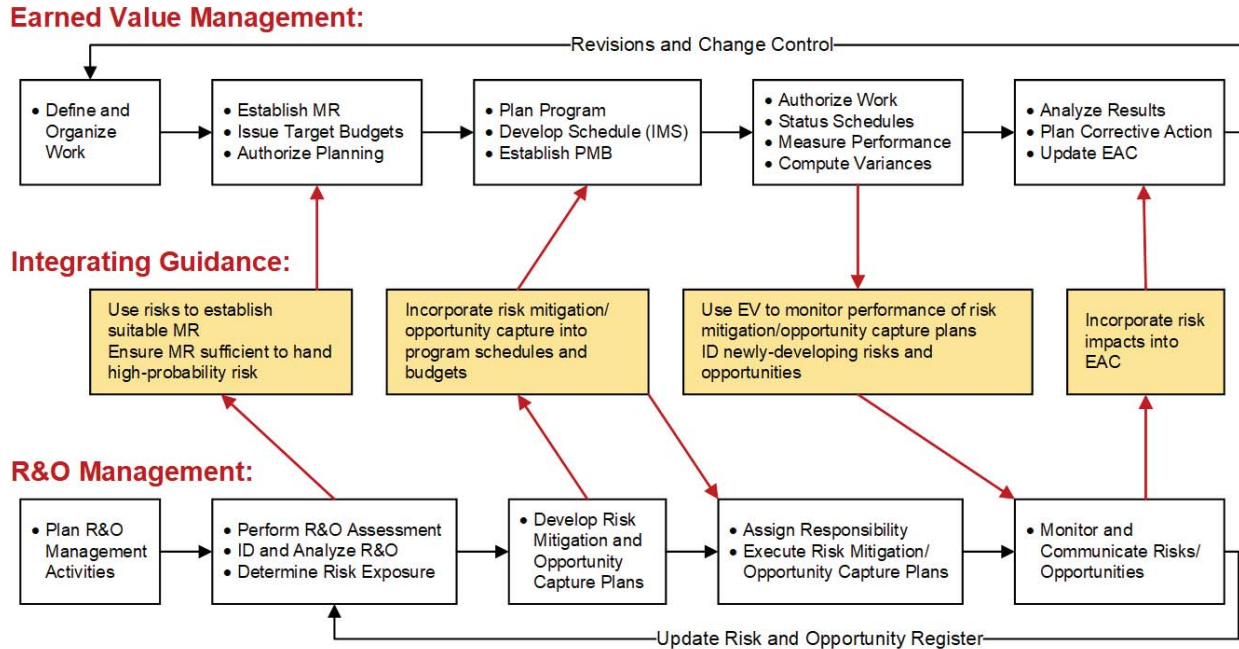 Earned Value Management:
Revisions and Change Control
• Define and
Organize
Work
• Establish MR
• Issue Target Budgets
• Authorize Planning
• Plan Program
• Develop Schedule (IMS)
• Establish PMB
• Authorize Work
• Status Schedules
• Measure Performance
• Compute Variances
• Analyze Results
• Plan Corrective Action
• Update EAC
Integrating Guidance:
Use risks to establish
suitable MR
Ensure MR sufficient to hand
high-probability risk
Incorporate risk mitigation/
opportunity capture into
program schedules and
budgets
Use EV to monitor performance of risk
mitigation/opportunity capture plans
ID newly-developing risks and
opportunities
Incorporate risk
impacts into
EAC
R&O Management:
• Plan R&O
Management
Activities
• Perform R&O Assessment
• ID and Analyze R&O
• Determine Risk Exposure
• Develop Risk
Mitigation and
Opportunity
Capture Plans
• Assign Responsibility
• Execute Risk Mitigation/
Opportunity Capture Plans
• Monitor and
Communicate Risks/
Opportunities
Update Risk and Opportunity Register